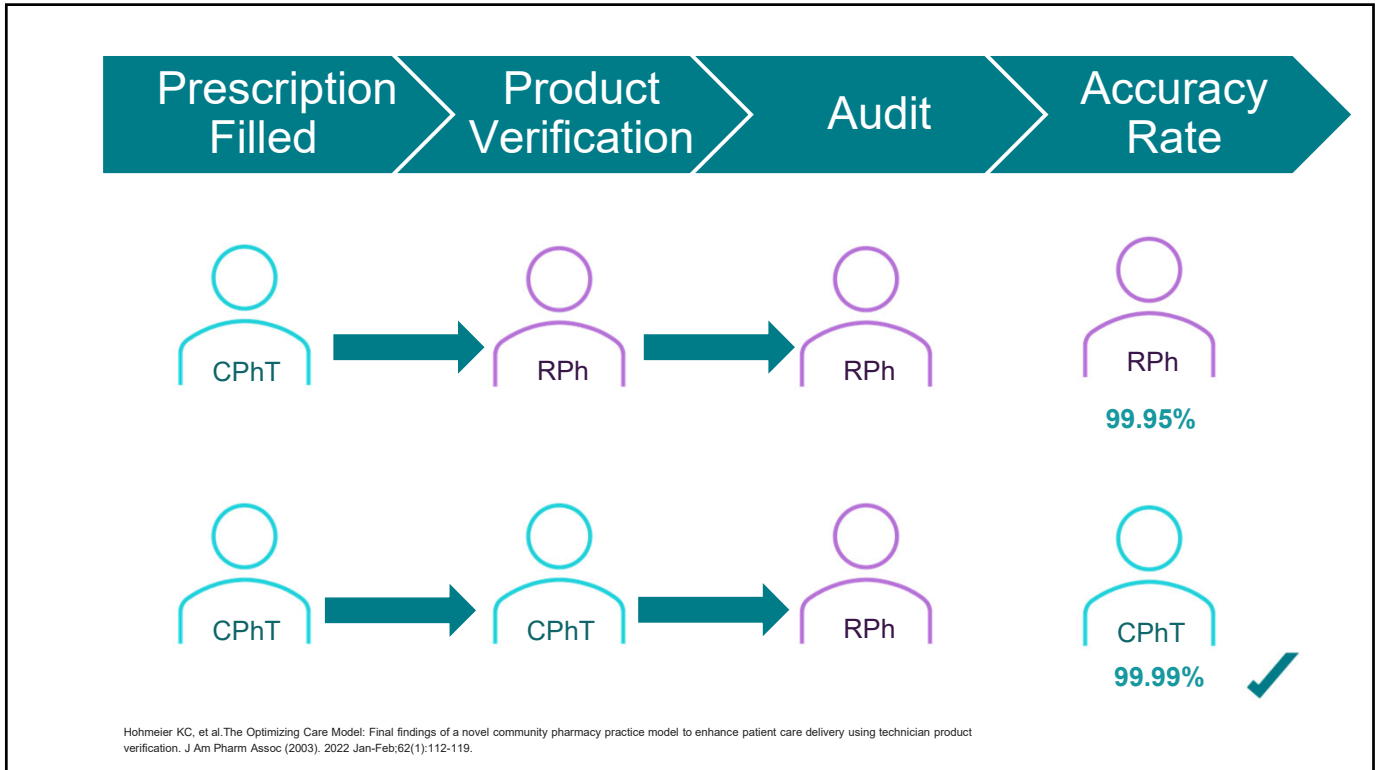 Prescription
Filled
Product
Verification
Audit
Accuracy
Rate
CPhT
RPh
RPh
RPh
99.95%
CPhT
CPhT
RPh
CPhT
99.99%
Hohmeier KC, et al.The Optimizing Care Model: Final findings of a novel community pharmacy practice model to enhance patient care delivery using technician product
verification. J Am Pharm Assoc (2003). 2022 Jan-Feb;62(1):112-119.